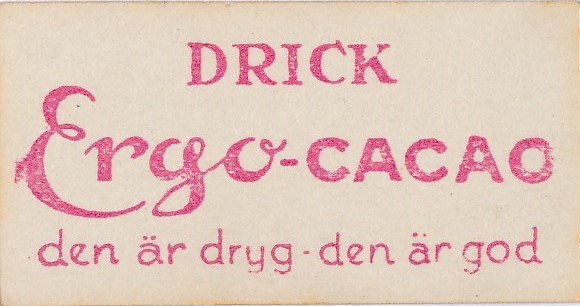 DRICK
Ergo-CACAO
den är dryg - den är god